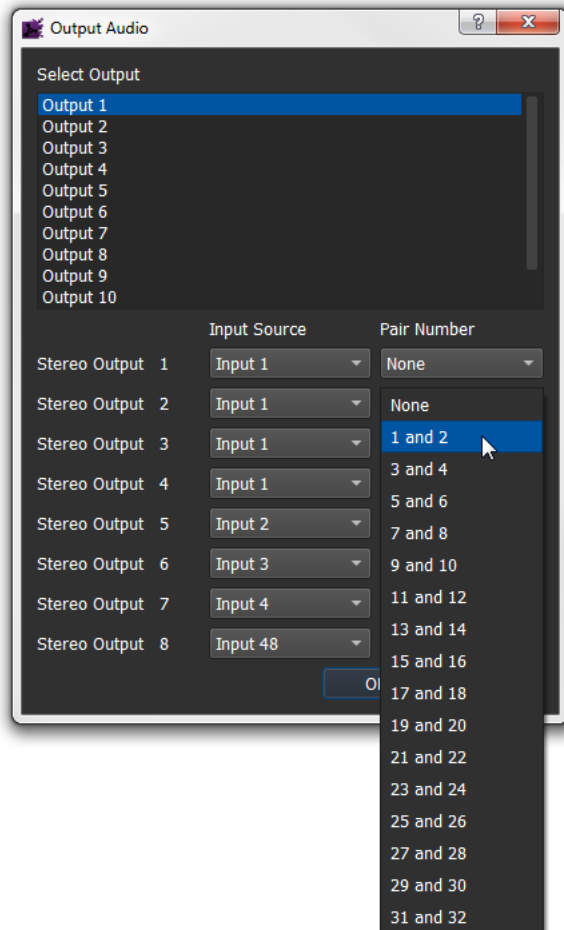 Output Audio
Select Output
Output 1
Output 2
Output 3
Output 4
Output 5
Output 6
Output 7
Output 8
Output 9
Output 10
Input Source Pair Number
Stereo Output 1 Input 1 None
Stereo Output 2 Input 1
Stereo Output 3 Input 1
Stereo Output 4 Input 1
Stereo Output 5 Input 2
Stereo Output 6 Input 3
Stereo Output 7 Input 4
Stereo Output 8 Input 48
None
1 and 2
3 and 4
5 and 6
7 and 8
9 and 10
11 and 12
13 and 14
15 and 16
17 and 18
19 and 20
21 and 22
23 and 24
25 and 26
27 and 28
29 and 30
31 and 32